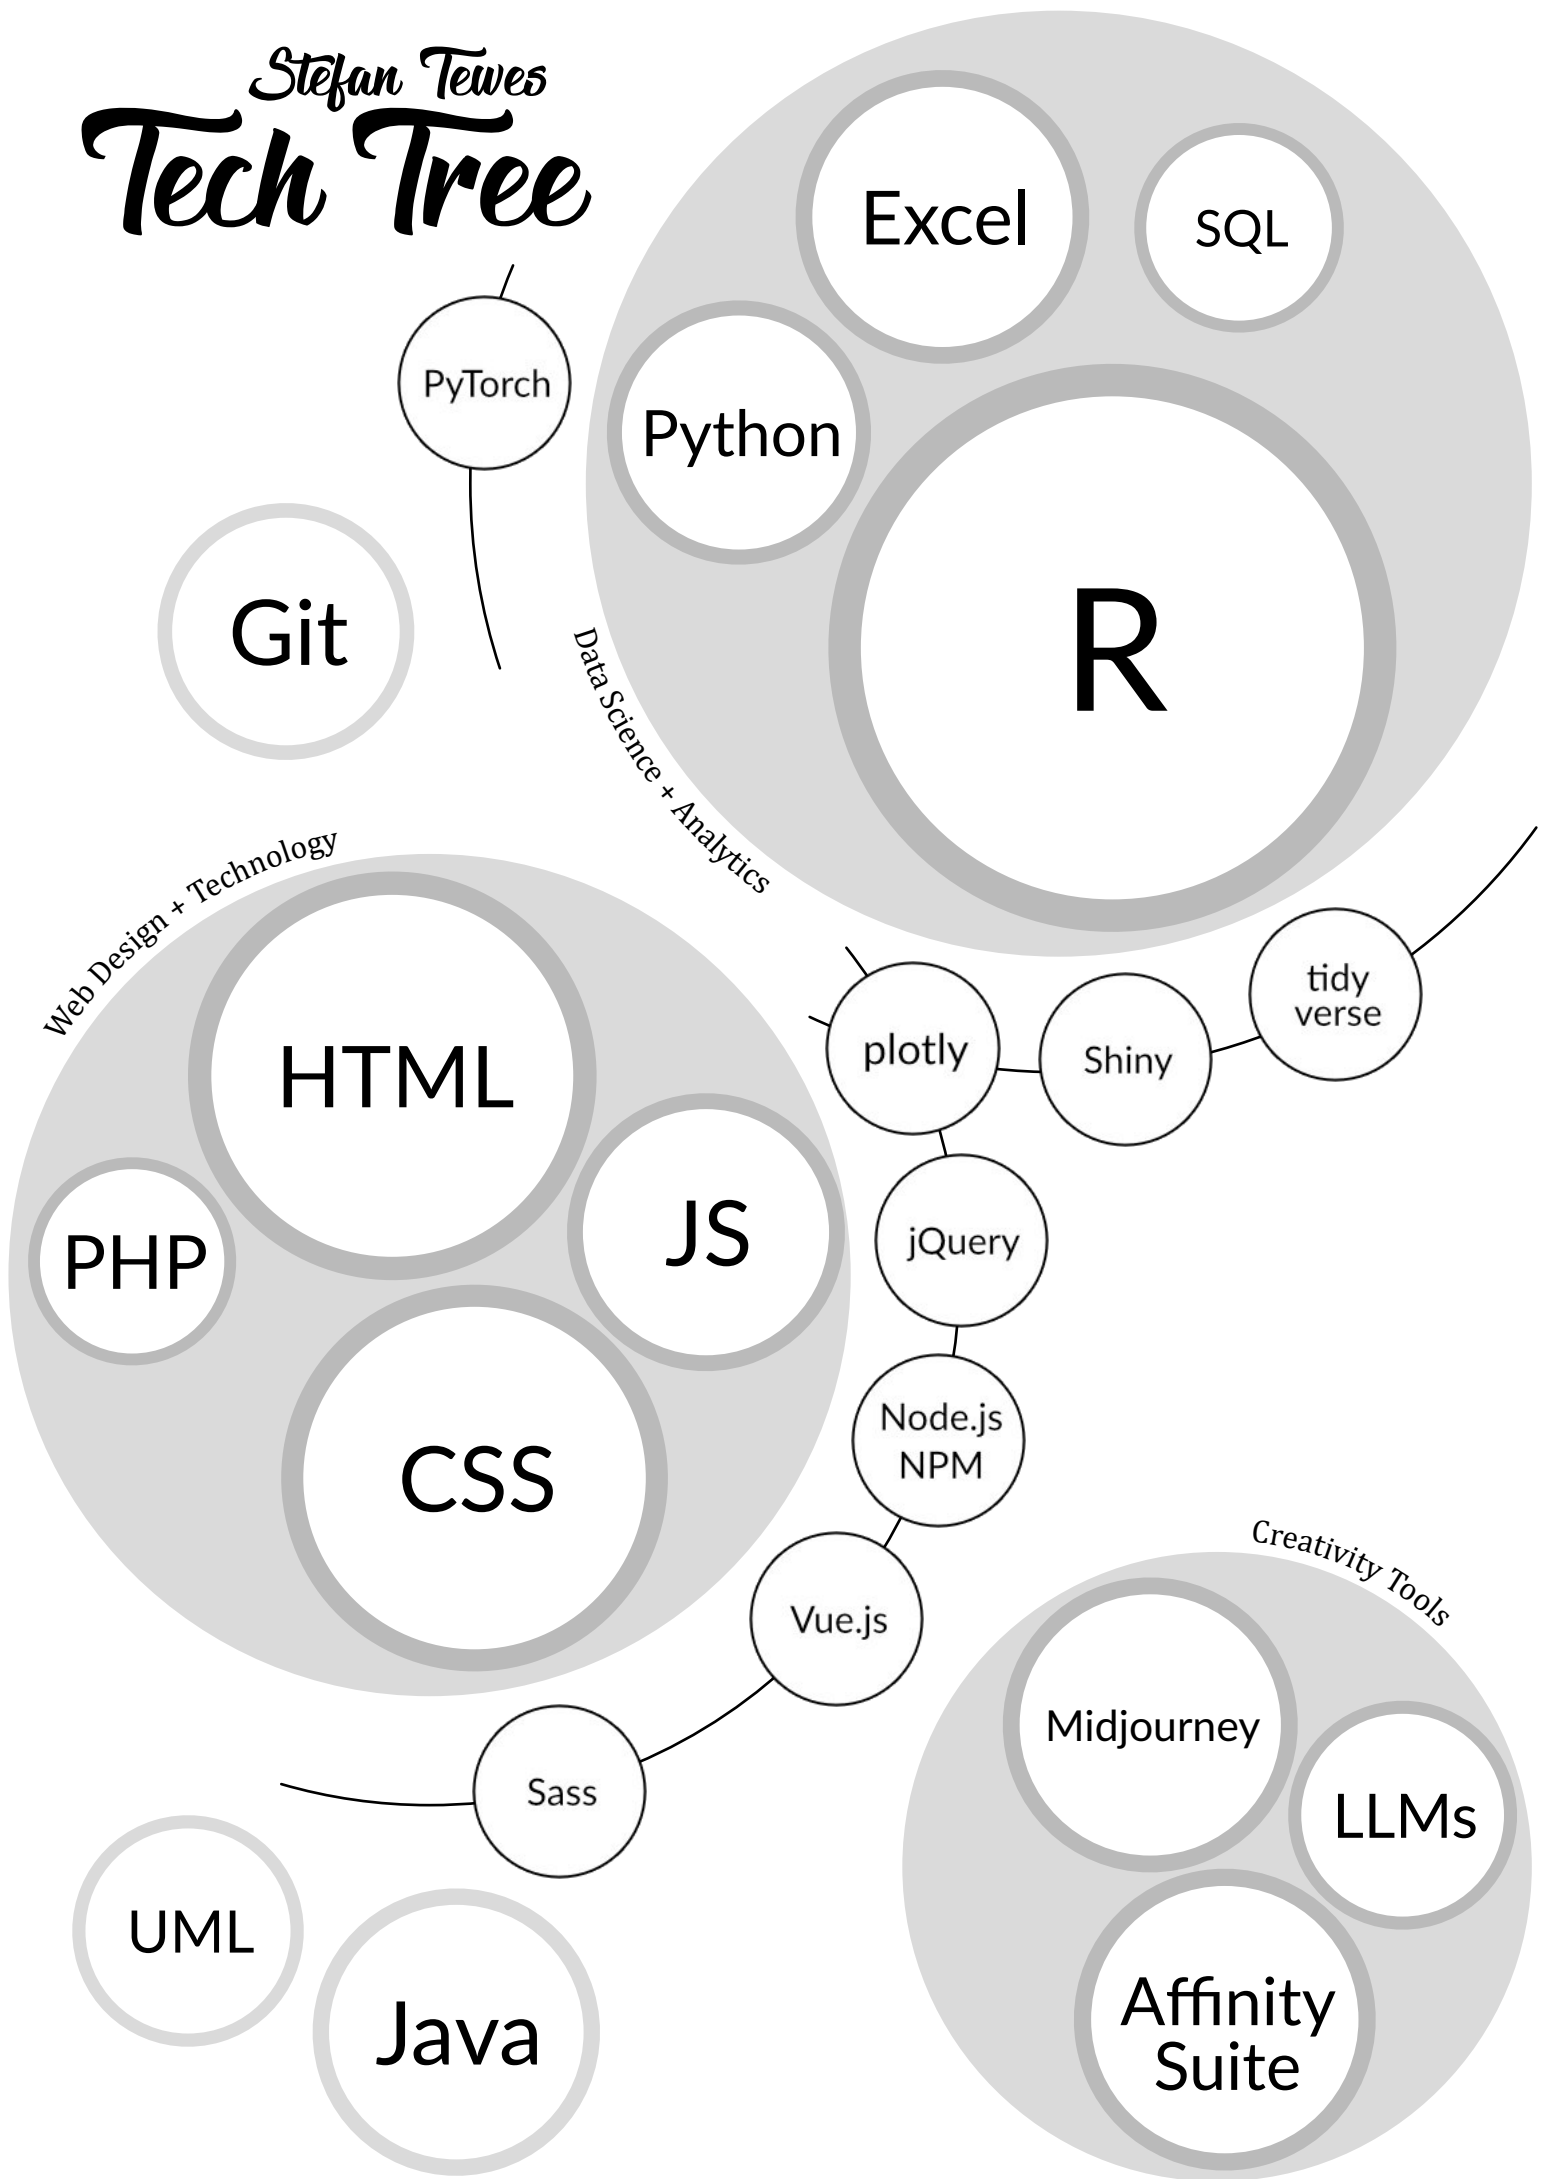 Stefan Tewes
Tech Tree
Excel
SQL
PyTorch
Python
R
Git
Data Science + Analytics
Web Design + Technology
HTML
plotly
Shiny
tidy
verse
JS
PHP
jQuery
CSS
Node.js
NPM
Vue.js
Sass
Creativity Tools
Midjourney
LLMs
Affinity
Suite
UML
Java